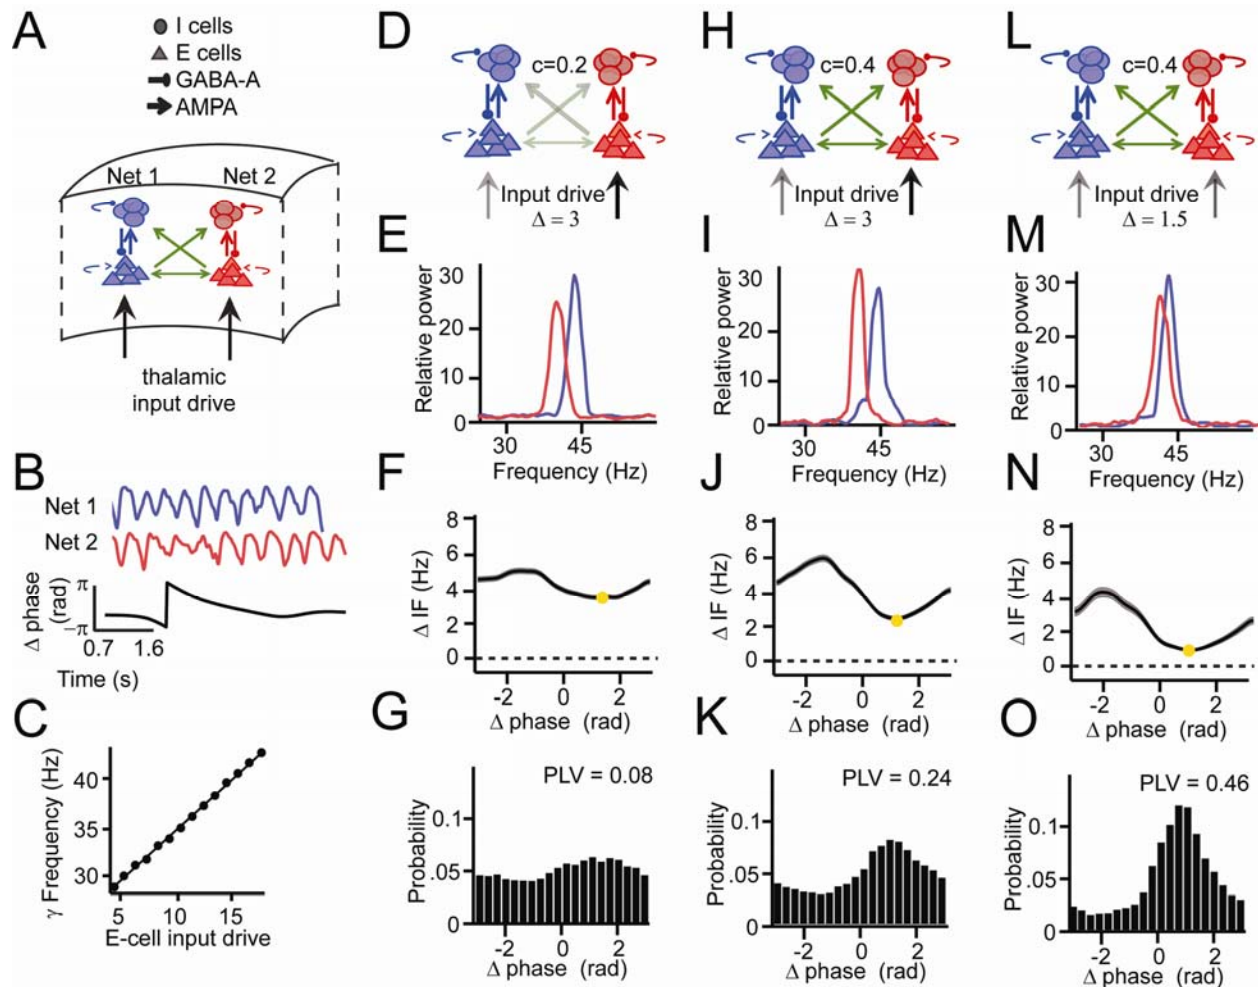 A
I cells
E cells
GABA-A
AMPA
Net 1
Net 2
thalamic
input drive
B
Net 1
Net 2
Δ phase
(rad)
π
−π
0.7
1.6
Time (s)
C
γ Frequency (Hz)
40
35
30
5
10
15
E-cell input drive
D
c=0.2
Input drive
Δ = 3
E
Relative power
30
20
10
0
30
45
Frequency (Hz)
F
Δ IF (Hz)
8
6
4
2
0
-2
0
2
Δ phase (rad)
G
PLV = 0.08
Probability
0.1
0.05
0
-2
0
2
Δ phase (rad)
H
c=0.4
Input drive
Δ = 3
I
Relative power
30
20
10
0
30
45
Frequency (Hz)
J
Δ IF (Hz)
8
6
4
2
0
-2
0
2
Δ phase (rad)
K
PLV = 0.24
Probability
0.1
.05
0
-2
0
2
Δ phase (rad)
L
c=0.4
Input drive
Δ = 1.5
M
Relative power
30
20
10
0
30
45
Frequency (Hz)
N
Δ IF (Hz)
8
6
4
2
0
-2
0
2
Δ phase (rad)
O
PLV = 0.46
Probability
0.1
.05
0
-2
0
2
Δ phase (rad)